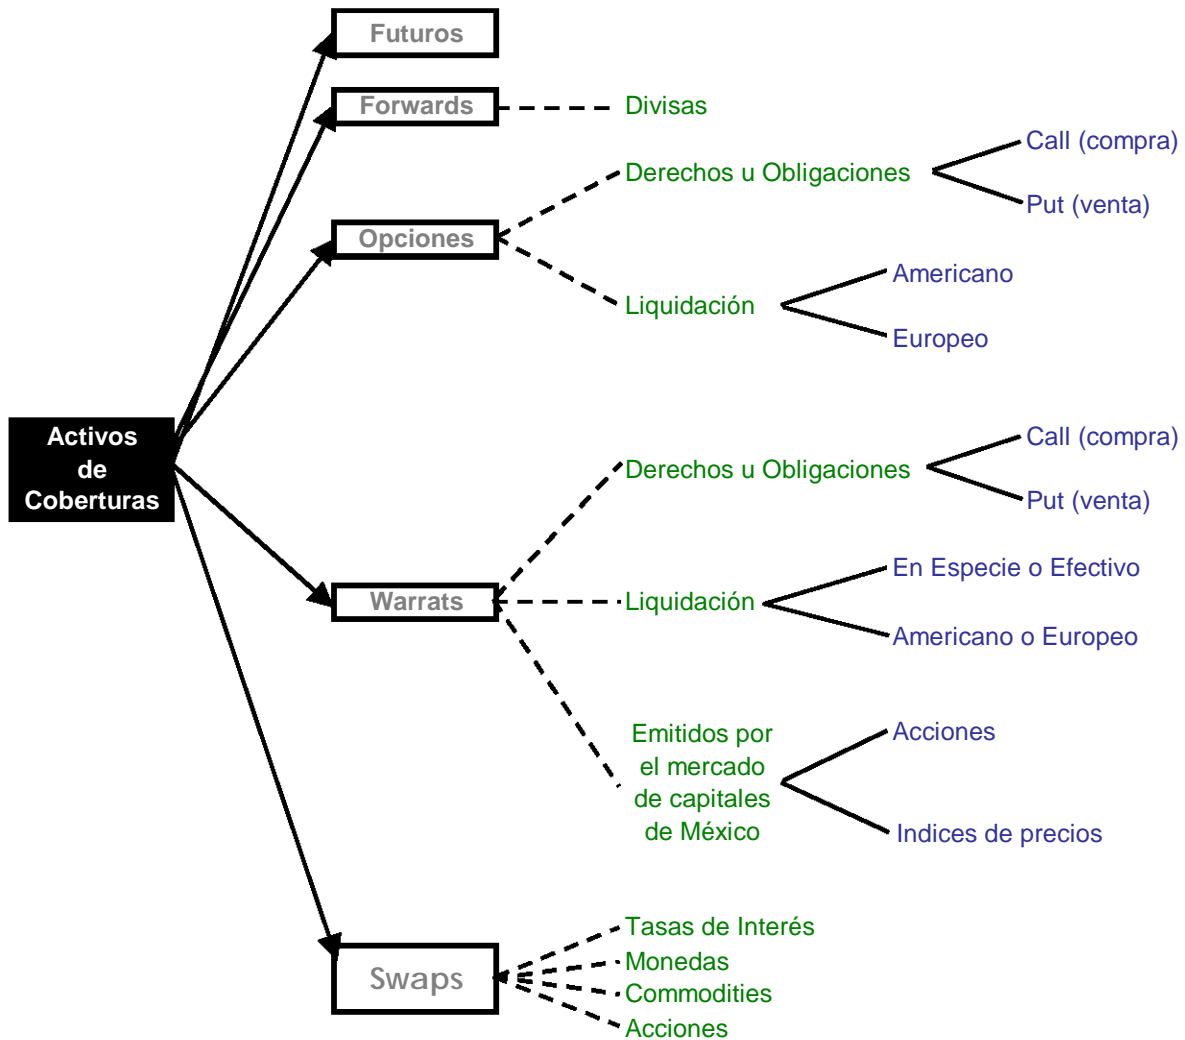 Futuros
Forwards
Divisas
Call (compra)
Derechos u Obligaciones
Put (venta)
Opciones
Americano
Liquidación
Europeo
Activos
de
Coberturas
Call (compra)
Derechos u Obligaciones
Put (venta)
En Especie o Efectivo
Warrats
Liquidación
Americano o Europeo
Emitidos por
el mercado
de capitales
de México
Acciones
Indices de precios
Swaps
Tasas de Interés
Monedas
Commodities
Acciones